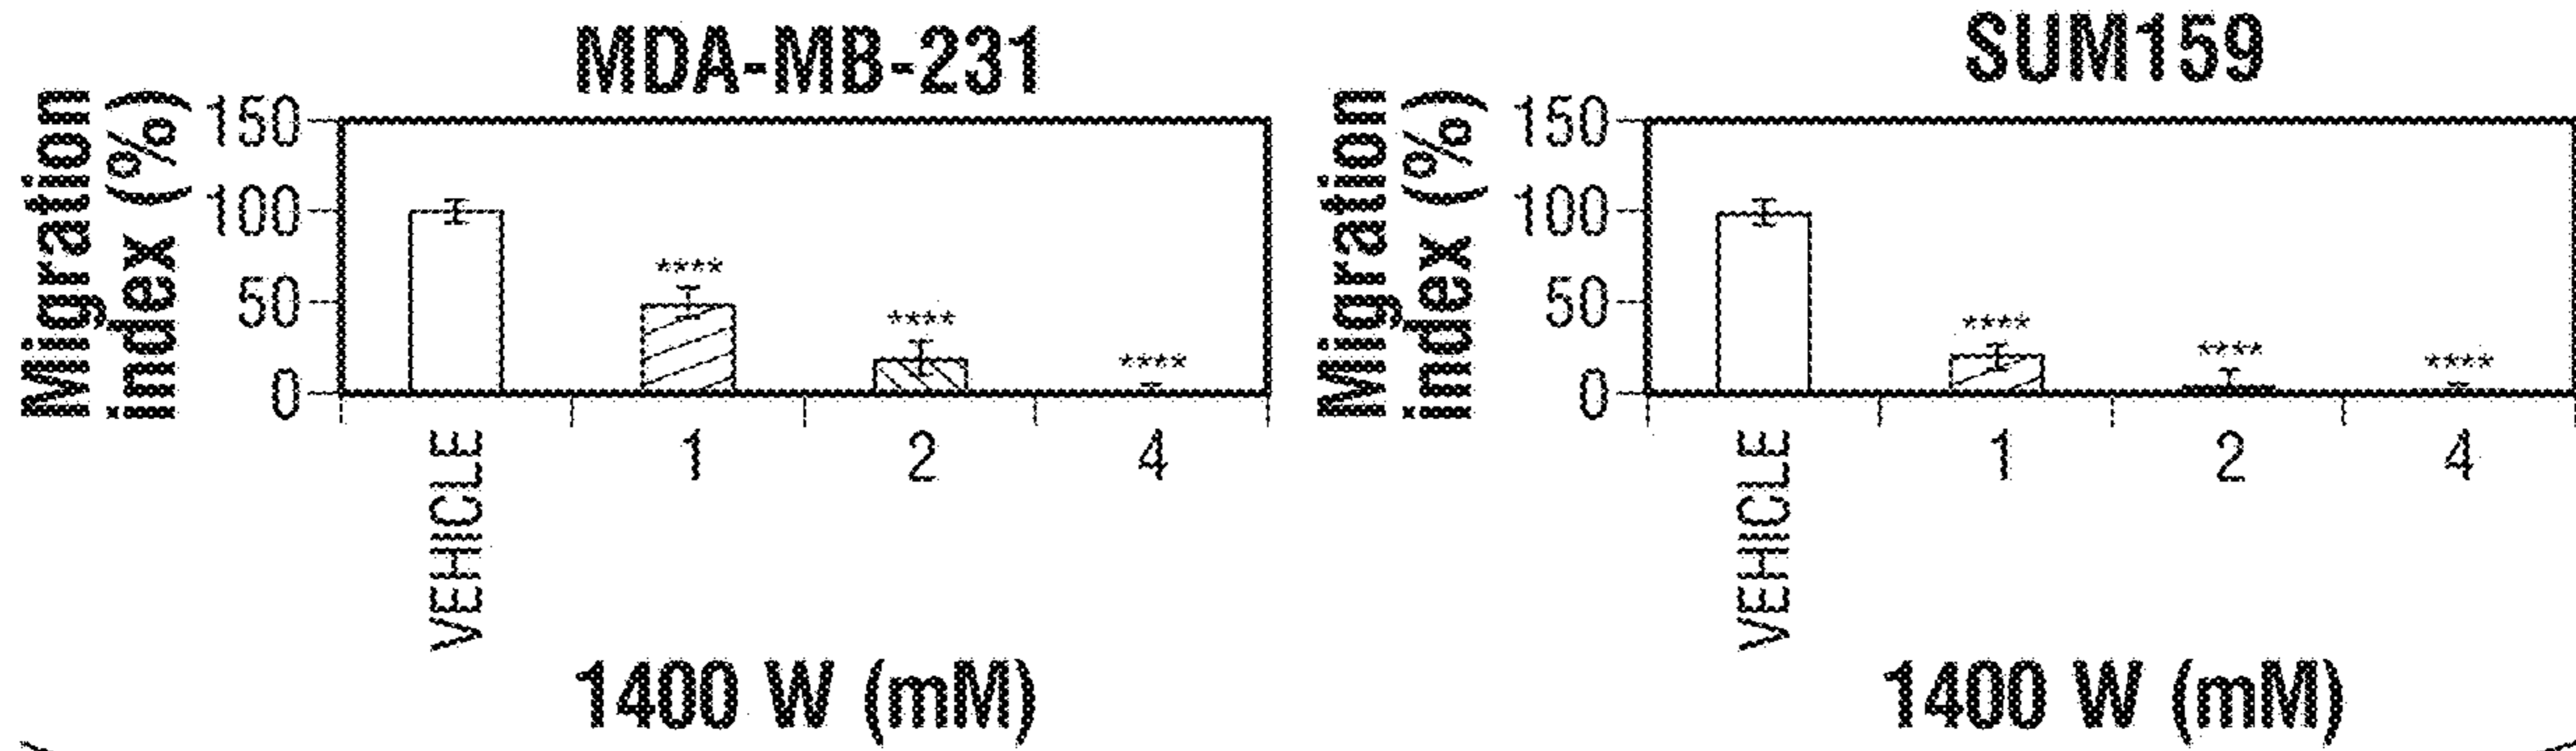 MDA-MB-231
Migration
index (%)
150
100
50
0
****
****
****
VEHICLE
1
2
4
1400 W (mM)
SUM159
Migration
index (%)
150
100
50
0
****
****
****
VEHICLE
1
2
4
1400 W (mM)